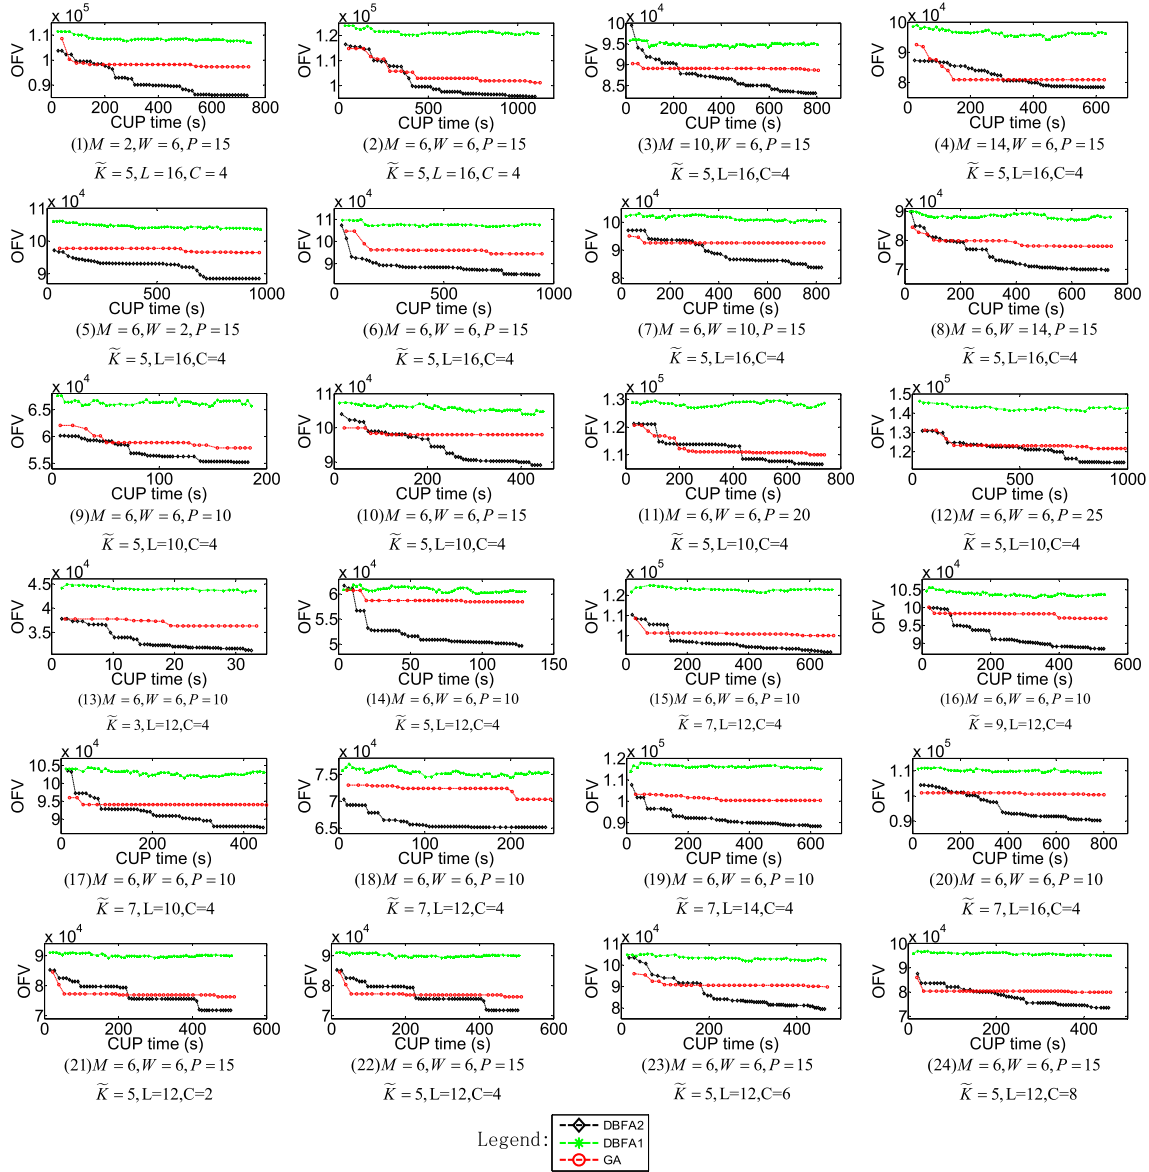 x 10^5
1.1
1
0.9
OFV
0 200 400 600 800
CUP time (s)
(1)M = 2,W = 6,P = 15
K̃ = 5,L = 16,C = 4
x 10^5
1.2
1.1
1
OFV
0 500 1000
CUP time (s)
(2)M = 6,W = 6,P = 15
K̃ = 5,L = 16,C = 4
x 10^4
10
9.5
9
8.5
OFV
0 200 400 600 800
CUP time (s)
(3)M = 10,W = 6,P = 15
K̃ = 5,L=16,C=4
x 10^4
10
9
8
OFV
0 200 400 600
CUP time (s)
(4)M = 14,W = 6,P = 15
K̃ = 5,L=16,C=4
x 10^4
11
10
9
OFV
0 500 1000
CUP time (s)
(5)M = 6,W = 2,P = 15
K̃ = 5,L=16,C=4
x 10^4
11
10
9
OFV
0 500 1000
CUP time (s)
(6)M = 6,W = 6,P = 15
K̃ = 5,L=16,C=4
x 10^4
10
9
8
OFV
0 200 400 600 800
CUP time (s)
(7)M = 6,W = 10,P = 15
K̃ = 5,L=16,C=4
x 10^4
9
8
7
OFV
0 200 400 600 800
CUP time (s)
(8)M = 6,W = 14,P = 15
K̃ = 5,L=16,C=4
x 10^4
6.5
6
5.5
OFV
0 50 100 150 200
CUP time (s)
(9)M = 6,W = 6,P = 10
K̃ = 5,L=10,C=4
x 10^4
11
10
9
OFV
0 200 400
CUP time (s)
(10)M = 6,W = 6,P = 15
K̃ = 5,L=10,C=4
x 10^5
1.3
1.2
1.1
OFV
0 200 400 600 800
CUP time (s)
(11)M = 6,W = 6,P = 20
K̃ = 5,L=10,C=4
x 10^5
1.5
1.4
1.3
1.2
OFV
0 500 1000
CUP time (s)
(12)M = 6,W = 6,P = 25
K̃ = 5,L=10,C=4
x 10^4
4.5
4
3.5
OFV
0 10 20 30
CUP time (s)
(13)M = 6,W = 6,P = 10
K̃ = 3,L=12,C=4
x 10^4
6
5
OFV
0 50 100 150
CUP time (s)
(14)M = 6,W = 6,P = 10
K̃ = 5,L=12,C=4
x 10^5
1.2
1.1
1
OFV
0 200 400 600
CUP time (s)
(15)M = 6,W = 6,P = 10
K̃ = 7,L=12,C=4
x 10^4
10.5
10
9.5
9
OFV
0 200 400 600
CUP time (s)
(16)M = 6,W = 6,P = 10
K̃ = 9,L=12,C=4
x 10^4
10.5
10
9.5
9
OFV
0 200 400
CUP time (s)
(17)M = 6,W = 6,P = 10
K̃ = 7,L=10,C=4
x 10^4
7.5
7
6.5
OFV
0 100 200
CUP time (s)
(18)M = 6,W = 6,P = 10
K̃ = 7,L=12,C=4
x 10^5
1.2
1.1
1
0.9
OFV
0 200 400 600
CUP time (s)
(19)M = 6,W = 6,P = 10
K̃ = 7,L=14,C=4
x 10^5
1.1
1
0.9
OFV
0 200 400 600 800
CUP time (s)
(20)M = 6,W = 6,P = 10
K̃ = 7,L=16,C=4
x 10^4
9
8
7
OFV
0 200 400 600
CUP time (s)
(21)M = 6,W = 6,P = 15
K̃ = 5,L=12,C=2
x 10^4
9
8
7
OFV
0 200 400 600
CUP time (s)
(22)M = 6,W = 6,P = 15
K̃ = 5,L=12,C=4
x 10^4
11
10
9
8
OFV
0 200 400
CUP time (s)
(23)M = 6,W = 6,P = 15
K̃ = 5,L=12,C=6
x 10^4
10
9
8
7
OFV
0 200 400
CUP time (s)
(24)M = 6,W = 6,P = 15
K̃ = 5,L=12,C=8
Legend:
DBFA2
DBFA1
GA